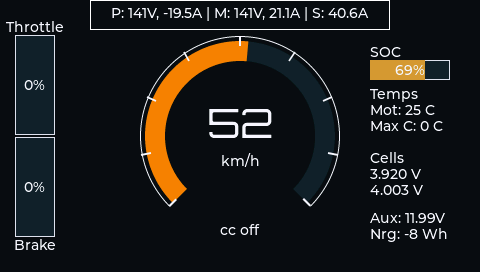 P: 141V, -19.5A | M: 141V, 21.1A | S: 40.6A
Throttle
0%
0%
Brake
52
km/h
cc off
SOC
69%
Temps
Mot: 25 C
Max C: 0 C
Cells
3.920 V
4.003 V
Aux: 11.99V
Nrg: -8 Wh